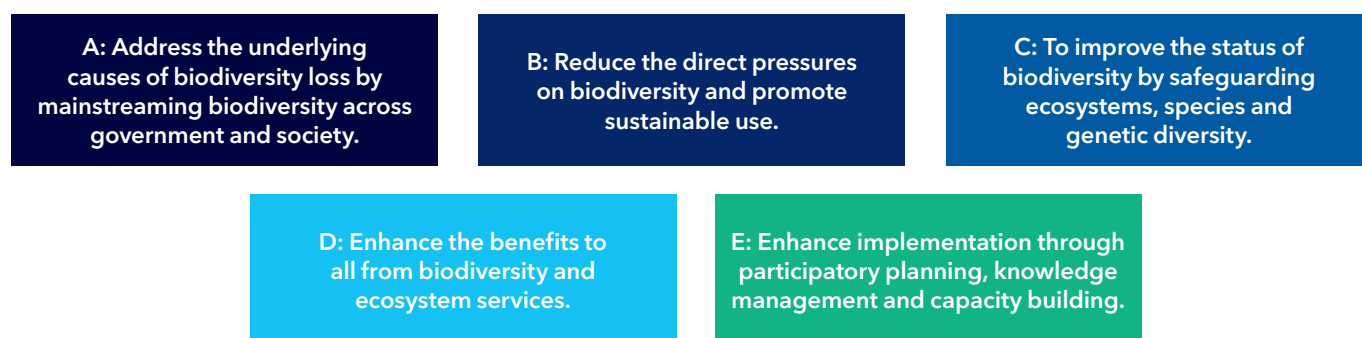 A: Address the underlying
causes of biodiversity loss by
mainstreaming biodiversity across
government and society.
B: Reduce the direct pressures
on biodiversity and promote
sustainable use.
C: To improve the status of
biodiversity by safeguarding
ecosystems, species and
genetic diversity.
D: Enhance the benefits to
all from biodiversity and
ecosystem services.
E: Enhance implementation through
participatory planning, knowledge
management and capacity building.